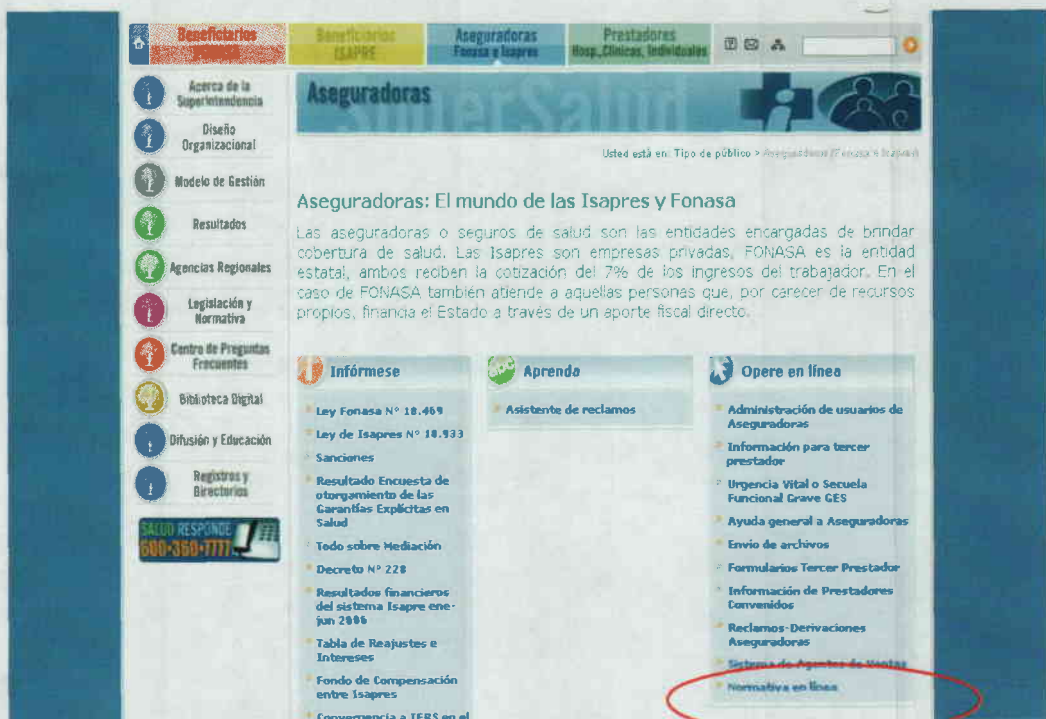 Beneficiarios
Beneficiarios
ISAPRE
Aseguradoras
Fonasa e Isapres
Prestadores
Hosp.,Clínicas, Individuales
Acerca de la
Superintendencia
Diseño
Organizacional
Modelo de Gestión
Resultados
Agencias Regionales
Legislación y
Normativa
Centro de Preguntas
Frecuentes
Biblioteca Digital
Difusión y Educación
Registros y
Directorios
SALUD RESPONDE
600-360-7777
Aseguradoras
SuperSalud
Usted está en: Tipo de público > Aseguradoras (Fonasa e Isapres)
Aseguradoras: El mundo de las Isapres y Fonasa
Las aseguradoras o seguros de salud son las entidades encargadas de brindar
cobertura de salud. Las Isapres son empresas privadas, FONASA es la entidad
estatal, ambos reciben la cotización del 7% de los ingresos del trabajador. En el
caso de FONASA también atiende a aquellas personas que, por carecer de recursos
propios, financia el Estado a través de un aporte fiscal directo.
Infórmese
Ley Fonasa N° 18.469
Ley de Isapres N° 18.933
Sanciones
Resultado Encuesta de
otorgamiento de las
Garantías Explícitas en
Salud
Todo sobre Mediación
Decreto N° 228
Resultados financieros
del sistema Isapre ene-
jun 2006
Tabla de Reajustes e
Intereses
Fondo de Compensación
entre Isapres
Convergencia a IFRS en el
abc
Aprenda
Asistente de reclamos
Opere en línea
Administración de usuarios de
Aseguradoras
Información para tercer
prestador
Urgencia Vital o Secuela
Funcional Grave GES
Ayuda general a Aseguradoras
Envio de archivos
Formularios Tercer Prestador
Información de Prestadores
Convenidos
Reclamos-Derivaciones
Aseguradoras
Sistema de Agentes de Ventas
Normativa en línea